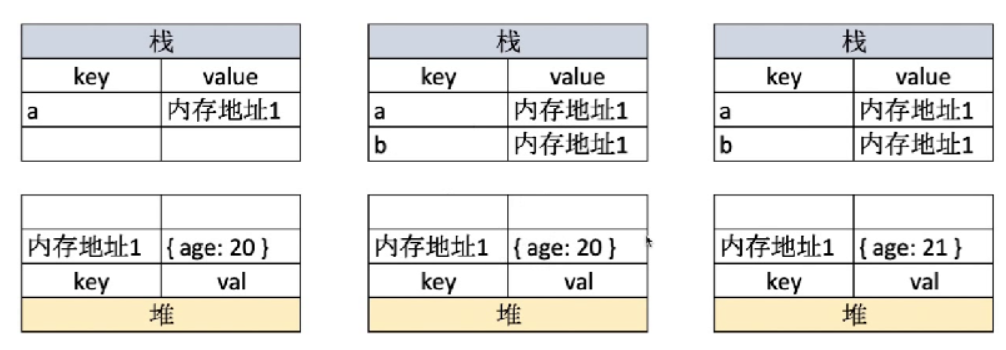 栈 栈 栈
key value key value key value
a 内存地址1 a 内存地址1 a 内存地址1
b 内存地址1 b 内存地址1
内存地址1 { age: 20 } 内存地址1 { age: 20 } 内存地址1 { age: 21 }
key val key val key val
堆 堆 堆